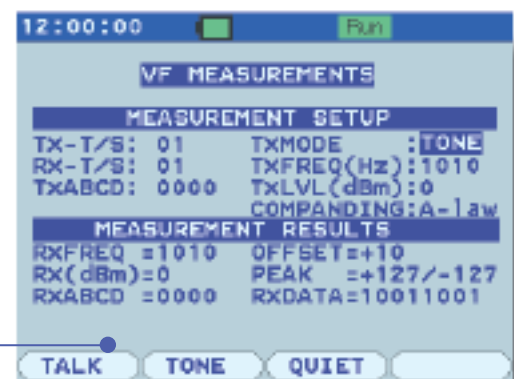 12:00:00 Run
VF MEASUREMENTS
MEASUREMENT SETUP
TX-T/S: 01 TXMODE :TONE
RX-T/S: 01 TXFREQ(Hz):1010
TxABCD: 0000 TxLVL(dBm):0
COMPANDING:A-law
MEASUREMENT RESULTS
RXFREQ =1010 OFFSET=+10
RX(dBm)=0 PEAK =+127/-127
RXABCD =0000 RXDATA=10011001
TALK TONE QUIET